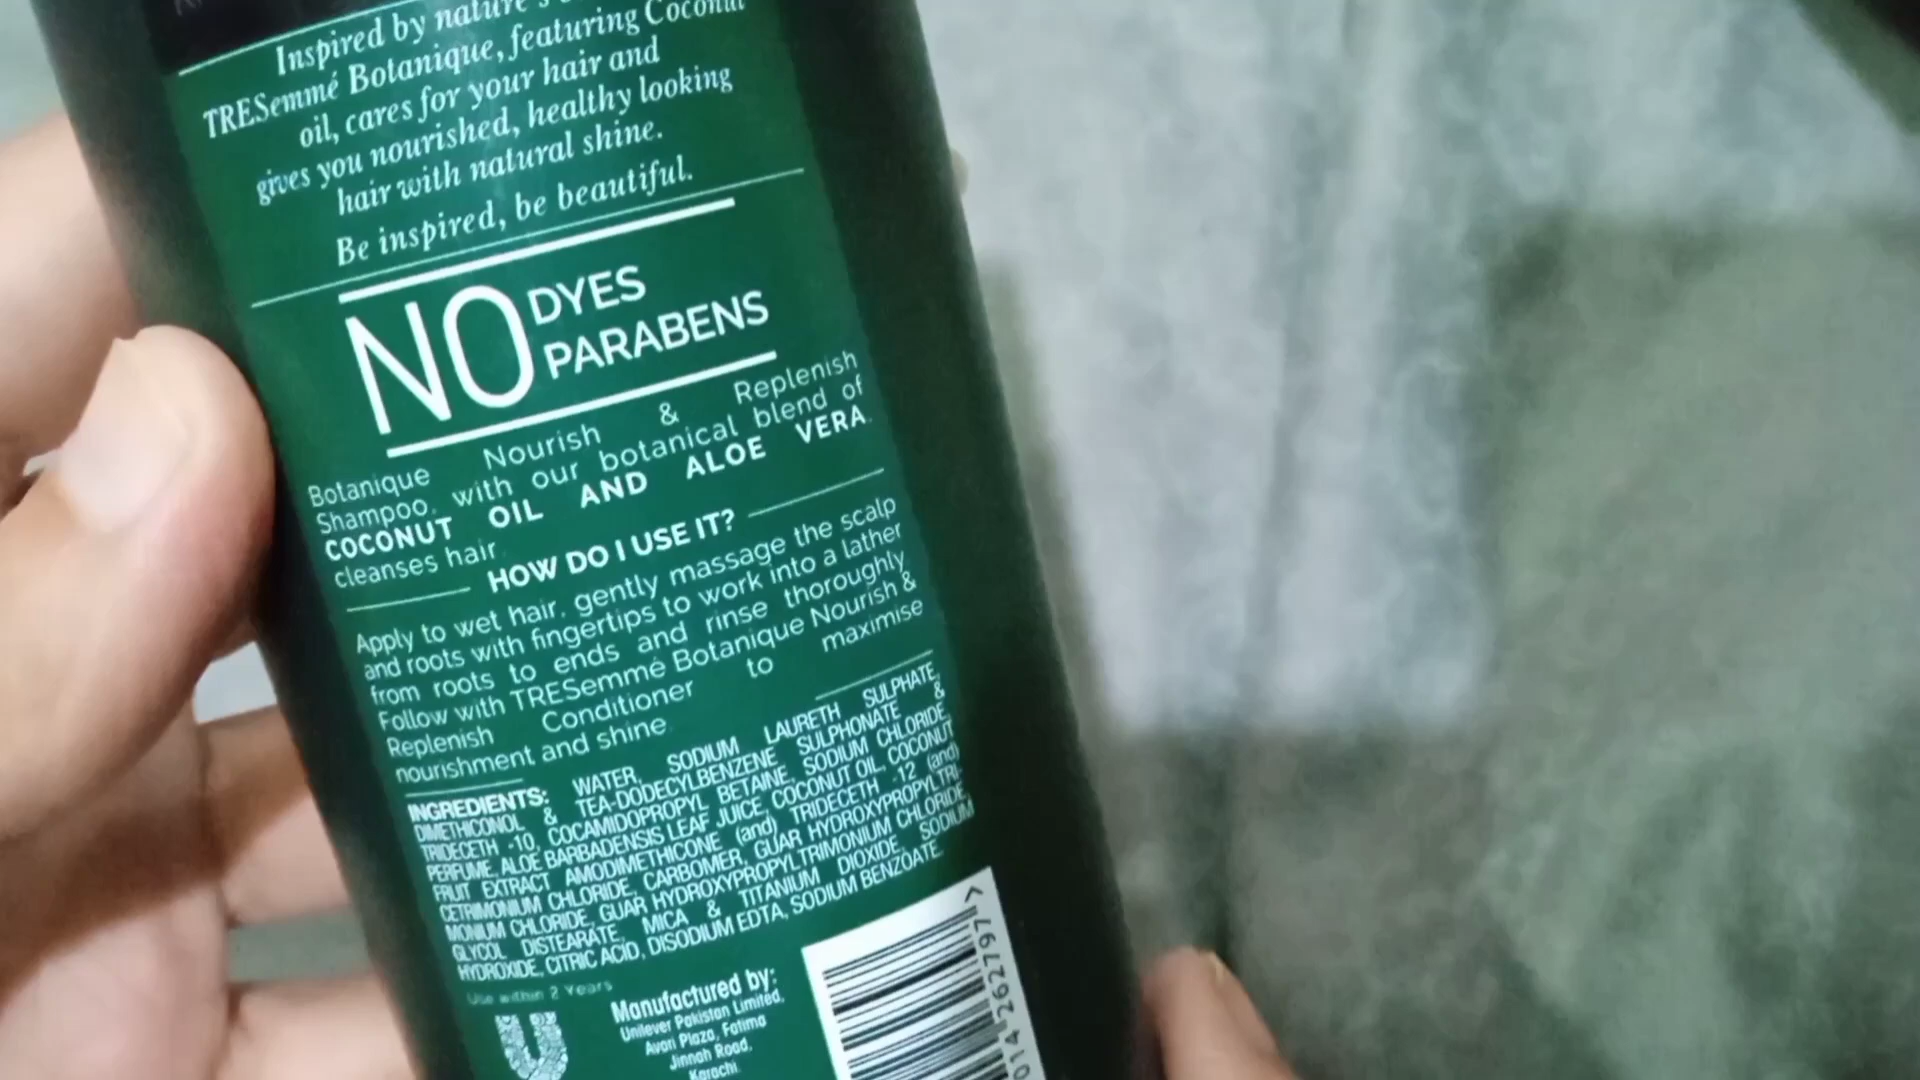 Inspired by nature's
TRESemmé Botanique, featuring Coconut
oil, cares for your hair and
gives you nourished, healthy looking
hair with natural shine.
Be inspired, be beautiful.
NO DYES
PARABENS
Botanique Nourish & Replenish
Shampoo, with our botanical blend of
COCONUT OIL AND ALOE VERA
cleanses hair
HOW DO I USE IT?
Apply to wet hair, gently massage the scalp
and roots with fingertips to work into a lather
from roots to ends and rinse thoroughly
Follow with TRESemmé Botanique Nourish &
Replenish Conditioner to maximise
nourishment and shine
INGREDIENTS: WATER, SODIUM LAURETH SULPHATE,
DIMETHICONOL & TEA-DODECYLBENZENE SULPHONATE &
TRIDECETH -10, COCAMIDOPROPYL BETAINE, SODIUM CHLORIDE,
PERFUME, ALOE BARBADENSIS LEAF JUICE, COCONUT OIL, COCONUT
FRUIT EXTRACT AMODIMETHICONE (and) TRIDECETH -12 (and)
CETRIMONIUM CHLORIDE, CARBOMER, GUAR HYDROXYPROPYLTRI-
MONIUM CHLORIDE, GUAR HYDROXYPROPYLTRIMONIUM CHLORIDE,
GLYCOL DISTEARATE, MICA & TITANIUM DIOXIDE, SODIUM
HYDROXIDE, CITRIC ACID, DISODIUM EDTA, SODIUM BENZOATE.
Use within 2 Years
Manufactured by:
Unilever Pakistan Limited,
Avari Plaza, Fatima
Jinnah Road,
Karachi
014262797>